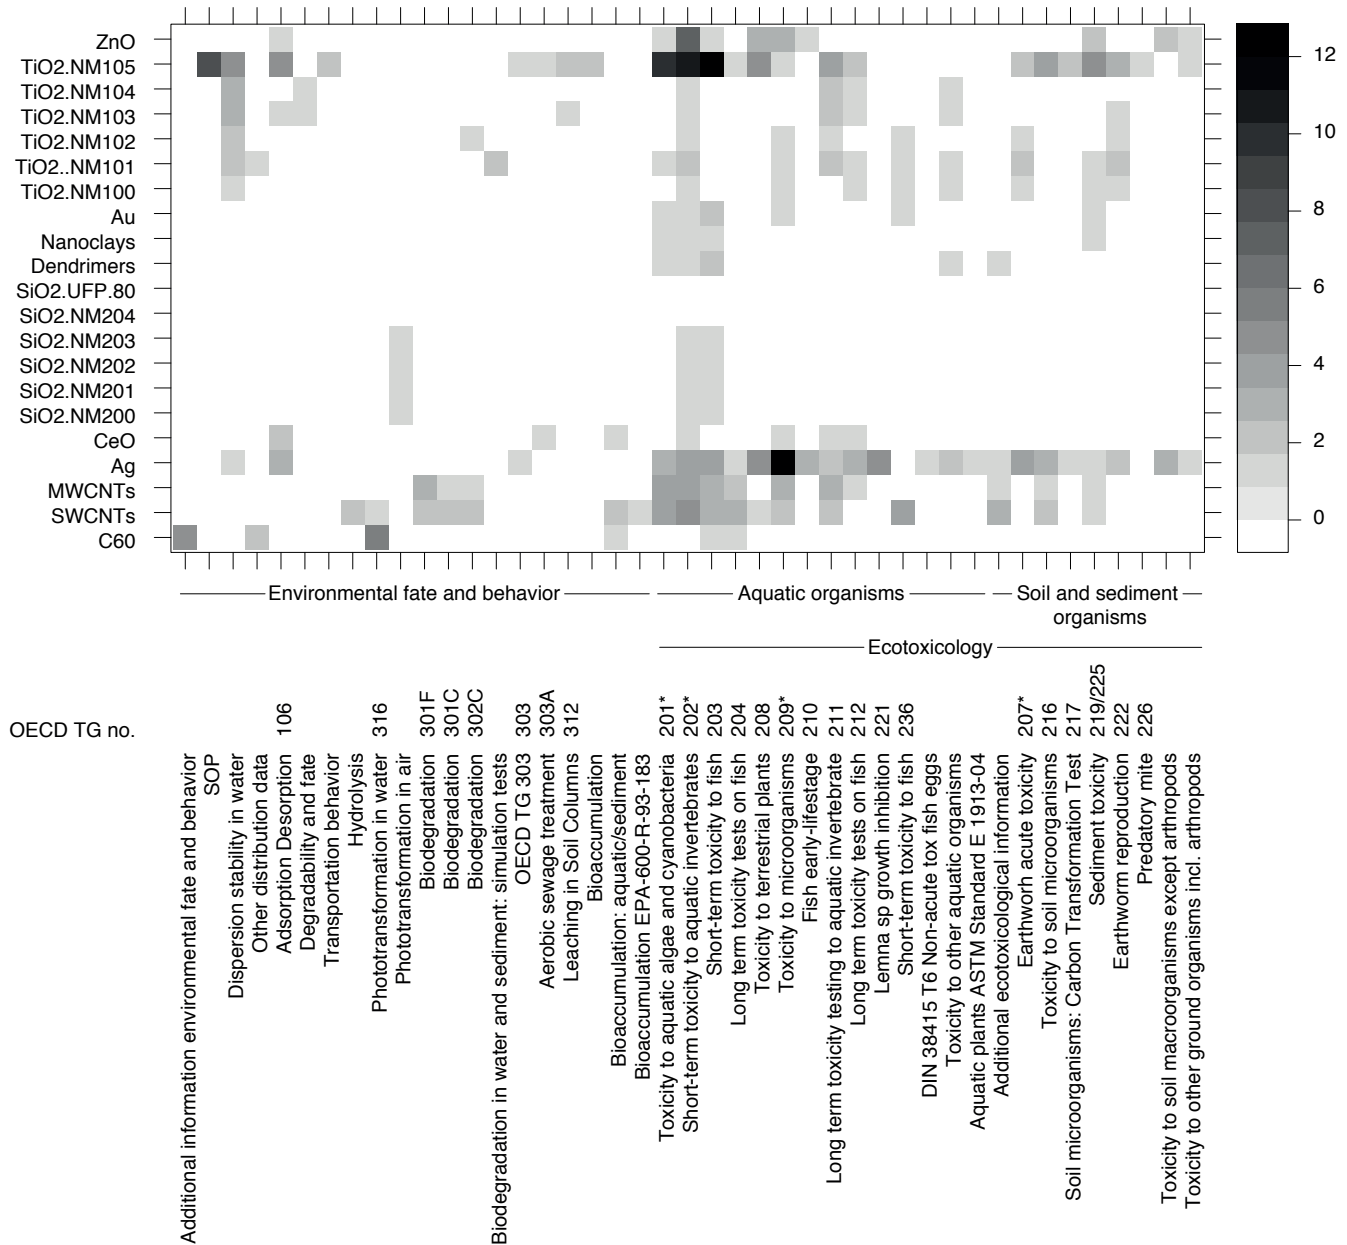 ZnO
TiO2.NM105
TiO2.NM104
TiO2.NM103
TiO2.NM102
TiO2..NM101
TiO2.NM100
Au
Nanoclays
Dendrimers
SiO2.UFP.80
SiO2.NM204
SiO2.NM203
SiO2.NM202
SiO2.NM201
SiO2.NM200
CeO
Ag
MWCNTs
SWCNTs
C60
12
10
8
6
4
2
0
Environmental fate and behavior
Aquatic organisms
Soil and sediment
organisms
Ecotoxicology
OECD TG no.
Additional information environmental fate and behavior
SOP
Dispersion stability in water
Other distribution data
Adsorption Desorption 106
Degradability and fate
Transportation behavior
Hydrolysis
Phototransformation in water 316
Phototransformation in air
Biodegradation 301F
Biodegradation 301C
Biodegradation 302C
Biodegradation in water and sediment: simulation tests
OECD TG 303 303
Aerobic sewage treatment 303A
Leaching in Soil Columns 312
Bioaccumulation
Bioaccumulation: aquatic/sediment
Bioaccumulation EPA-600-R-93-183
Toxicity to aquatic algae and cyanobacteria 201*
Short-term toxicity to aquatic invertebrates 202*
Short-term toxicity to fish 203
Long term toxicity tests on fish 204
Toxicity to terrestrial plants 208
Toxicity to microorganisms 209*
Fish early-lifestage 210
Long term toxicity testing to aquatic invertebrate 211
Long term toxicity tests on fish 212
Lemna sp growth inhibition 221
Short-term toxicity to fish 236
DIN 38415 T6 Non-acute tox fish eggs
Toxicity to other aquatic organisms
Aquatic plants ASTM Standard E 1913-04
Additional ecotoxicological information
Earthworh acute toxicity 207*
Toxicity to soil microorganisms 216
Soil microorganisms: Carbon Transformation Test 217
Sediment toxicity 219/225
Earthworm reproduction 222
Predatory mite 226
Toxicity to soil macroorganisms except arthropods
Toxicity to other ground organisms incl. arthropods